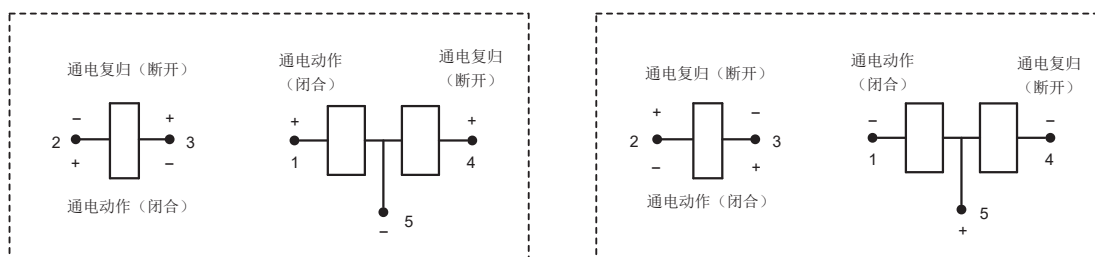 通电复归（断开）
－ ＋
2 3
＋ －
通电动作（闭合）
通电动作
（闭合）
通电复归
（断开）
＋ ＋
1 4
5
－
通电复归（断开）
＋ －
2 3
－ ＋
通电动作（闭合）
通电动作
（闭合）
通电复归
（断开）
－ －
1 4
5
＋